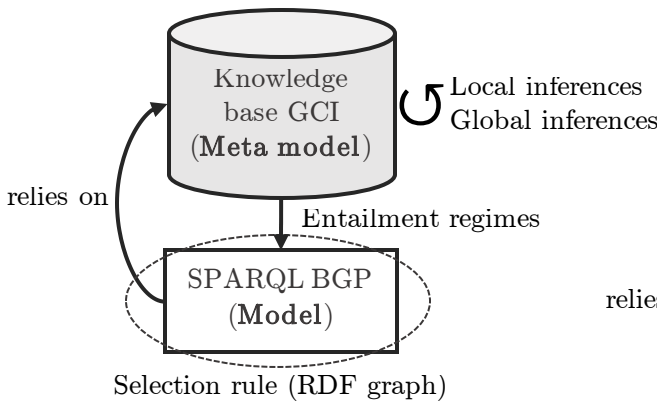 Knowledge
base GCI
(Meta model)
Local inferences
Global inferences
relies on
Entailment regimes
SPARQL BGP
(Model)
relies
Selection rule (RDF graph)